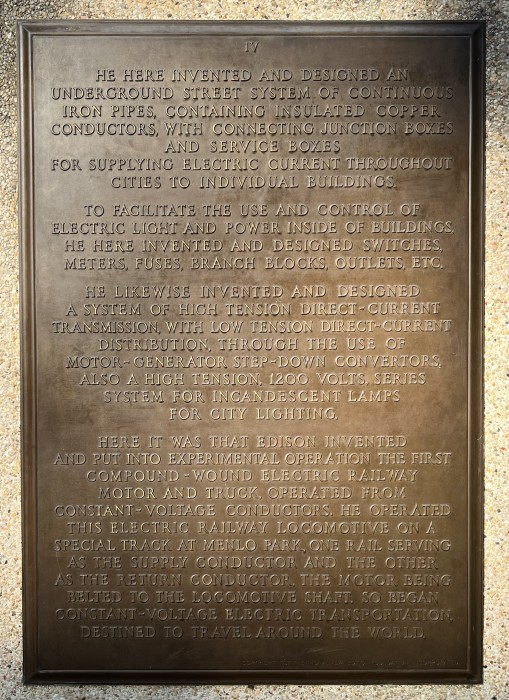 IV
HE HERE INVENTED AND DESIGNED AN
UNDERGROUND STREET SYSTEM OF CONTINUOUS
IRON PIPES, CONTAINING INSULATED COPPER
CONDUCTORS, WITH CONNECTING JUNCTION BOXES
AND SERVICE BOXES
FOR SUPPLYING ELECTRIC CURRENT THROUGHOUT
CITIES TO INDIVIDUAL BUILDINGS.
TO FACILITATE THE USE AND CONTROL OF
ELECTRIC LIGHT AND POWER INSIDE OF BUILDINGS,
HE HERE INVENTED AND DESIGNED SWITCHES,
METERS, FUSES, BRANCH BLOCKS, OUTLETS, ETC.
HE LIKEWISE INVENTED AND DESIGNED
A SYSTEM OF HIGH TENSION DIRECT-CURRENT
TRANSMISSION, WITH LOW TENSION DIRECT-CURRENT
DISTRIBUTION, THROUGH THE USE OF
MOTOR-GENERATOR STEP-DOWN CONVERTORS,
ALSO A HIGH TENSION, 1200 VOLTS, SERIES
SYSTEM FOR INCANDESCENT LAMPS
FOR CITY LIGHTING.
HERE IT WAS THAT EDISON INVENTED
AND PUT INTO EXPERIMENTAL OPERATION THE FIRST
COMPOUND-WOUND ELECTRIC RAILWAY
MOTOR AND TRUCK, OPERATED FROM
CONSTANT-VOLTAGE CONDUCTORS. HE OPERATED
THIS ELECTRIC RAILWAY LOCOMOTIVE ON A
SPECIAL TRACK AT MENLO PARK, ONE RAIL SERVING
AS THE SUPPLY CONDUCTOR AND THE OTHER
AS THE RETURN CONDUCTOR, THE MOTOR BEING
BELTED TO THE LOCOMOTIVE SHAFT. SO BEGAN
CONSTANT-VOLTAGE ELECTRIC TRANSPORTATION,
DESTINED TO TRAVEL AROUND THE WORLD.